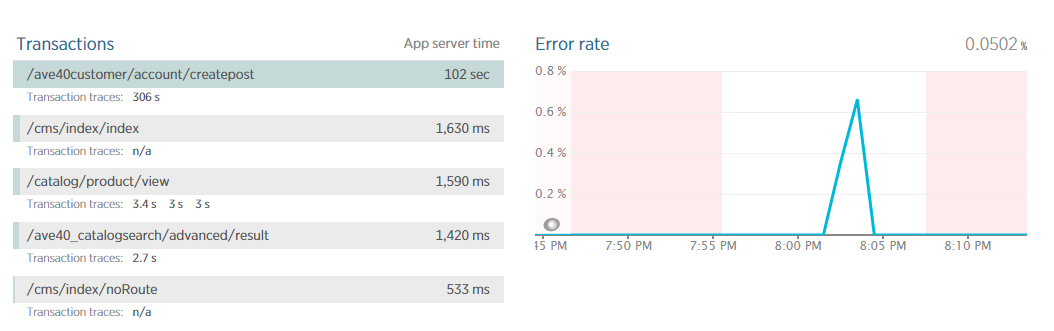 Transactions App server time
/ave40customer/account/createpost 102 sec
Transaction traces: 306 s
/cms/index/index 1,630 ms
Transaction traces: n/a
/catalog/product/view 1,590 ms
Transaction traces: 3.4 s 3 s 3 s
/ave40_catalogsearch/advanced/result 1,420 ms
Transaction traces: 2.7 s
/cms/index/noRoute 533 ms
Transaction traces: n/a
Error rate 0.0502 %
0.8 %
0.6 %
0.4 %
0.2 %
:45 PM 7:50 PM 7:55 PM 8:00 PM 8:05 PM 8:10 PM